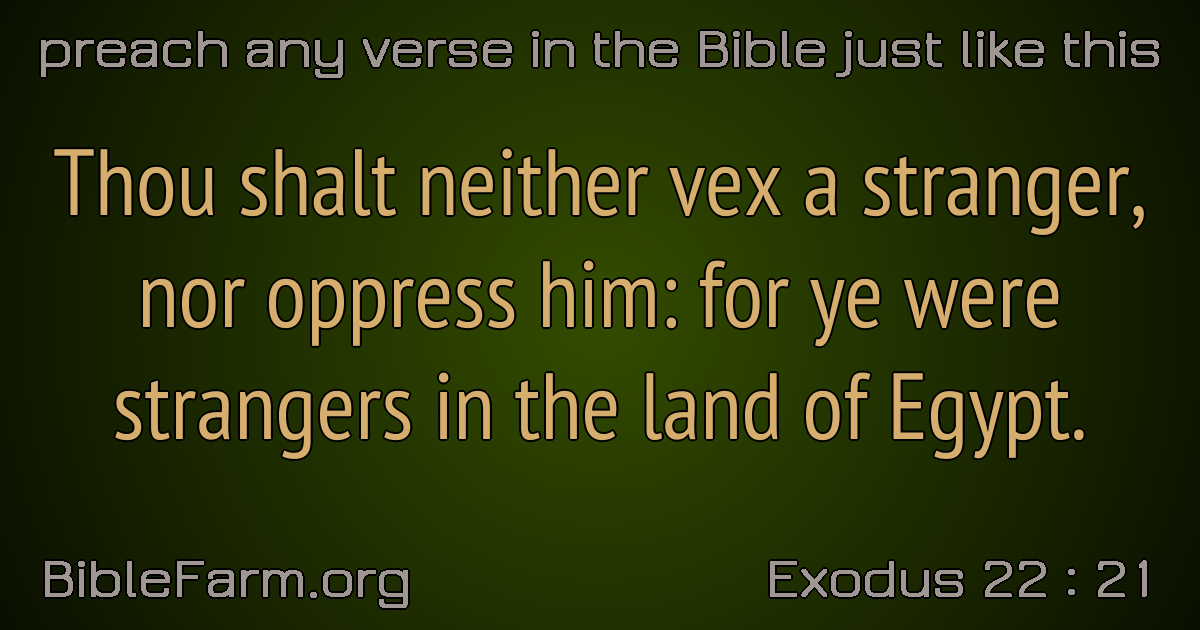 preach any verse in the Bible just like this
Thou shalt neither vex a stranger,
nor oppress him: for ye were
strangers in the land of Egypt.
BibleFarm.org
Exodus 22 : 21